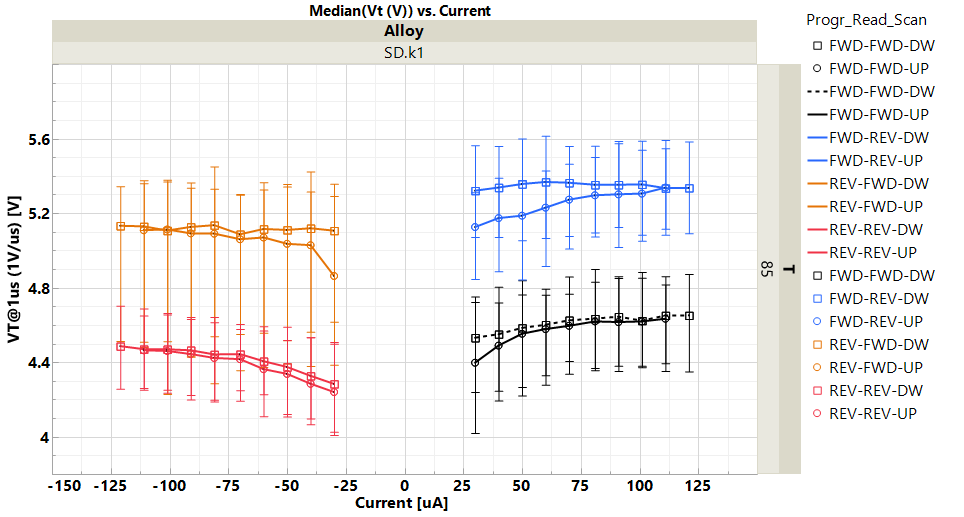 Median(Vt (V)) vs. Current
Alloy
SD.k1
5.6
5.2
4.8
4.4
4
VT@1us (1V/us) [V]
-150 -125 -100 -75 -50 -25 0 25 50 75 100 125
Current [uA]
85
T
Progr_Read_Scan
FWD-FWD-DW
FWD-FWD-UP
FWD-FWD-DW
FWD-FWD-UP
FWD-REV-DW
FWD-REV-UP
REV-FWD-DW
REV-FWD-UP
REV-REV-DW
REV-REV-UP
FWD-FWD-DW
FWD-REV-DW
FWD-REV-UP
REV-FWD-DW
REV-FWD-UP
REV-REV-DW
REV-REV-UP